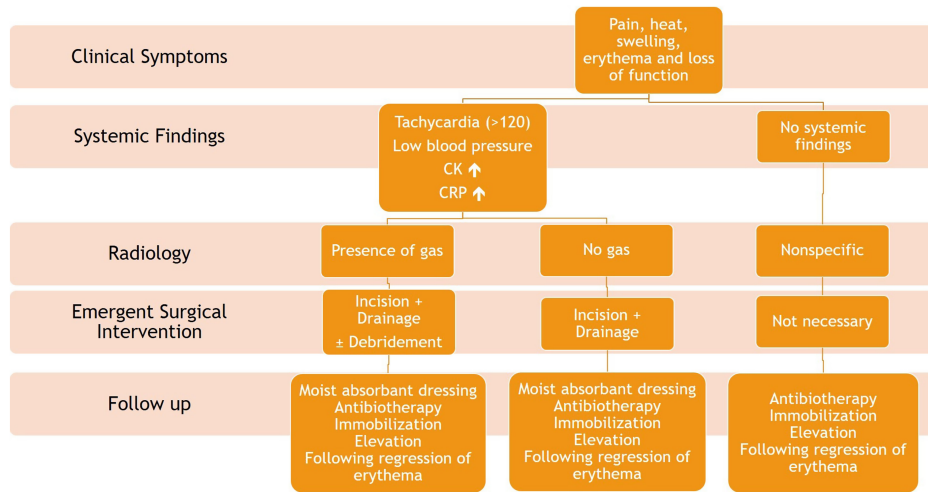 Clinical Symptoms
Pain, heat,
swelling,
erythema and loss
of function
Systemic Findings
Tachycardia (>120)
Low blood pressure
CK ↑
CRP ↑
No systemic
findings
Radiology
Presence of gas
No gas
Nonspecific
Emergent Surgical
Intervention
Incision +
Drainage
± Debridement
Incision +
Drainage
Not necessary
Follow up
Moist absorbant dressing
Antibiotherapy
Immobilization
Elevation
Following regression of
erythema
Moist absorbant dressing
Antibiotherapy
Immobilization
Elevation
Following regression of
erythema
Antibiotherapy
Immobilization
Elevation
Following regression of
erythema